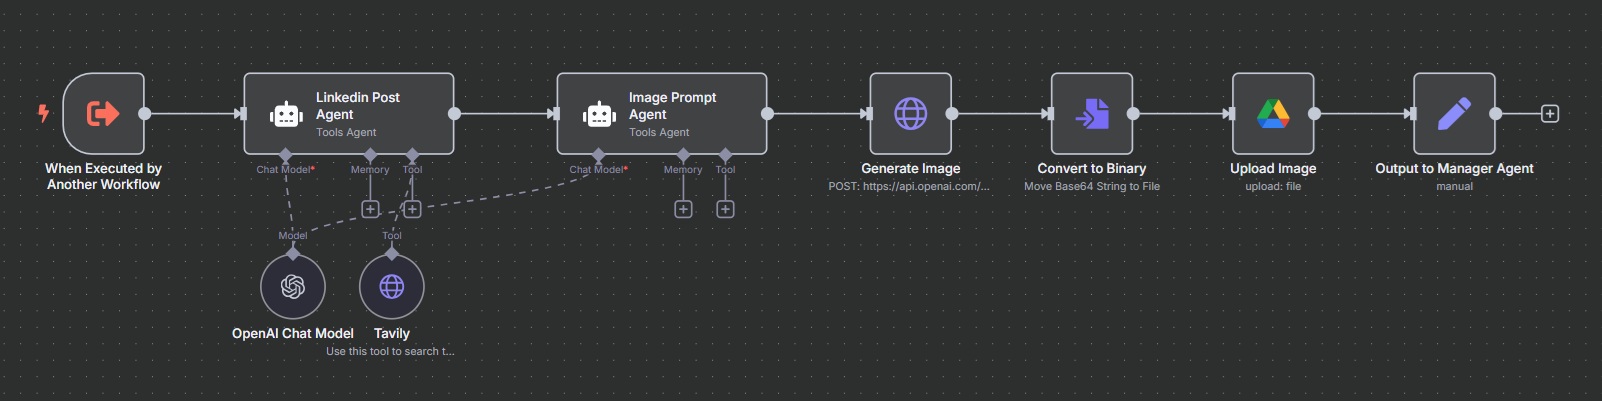 Linkedin Post
Agent
Tools Agent
Image Prompt
Agent
Tools Agent
When Executed by
Another Workflow
Chat Model*
Memory
Tool
Chat Model*
Memory
Tool
Generate Image
POST: https://api.openai.com/...
Convert to Binary
Move Base64 String to File
Upload Image
upload: file
Output to Manager Agent
manual
Model
Tool
OpenAI Chat Model
Tavily
Use this tool to search t...